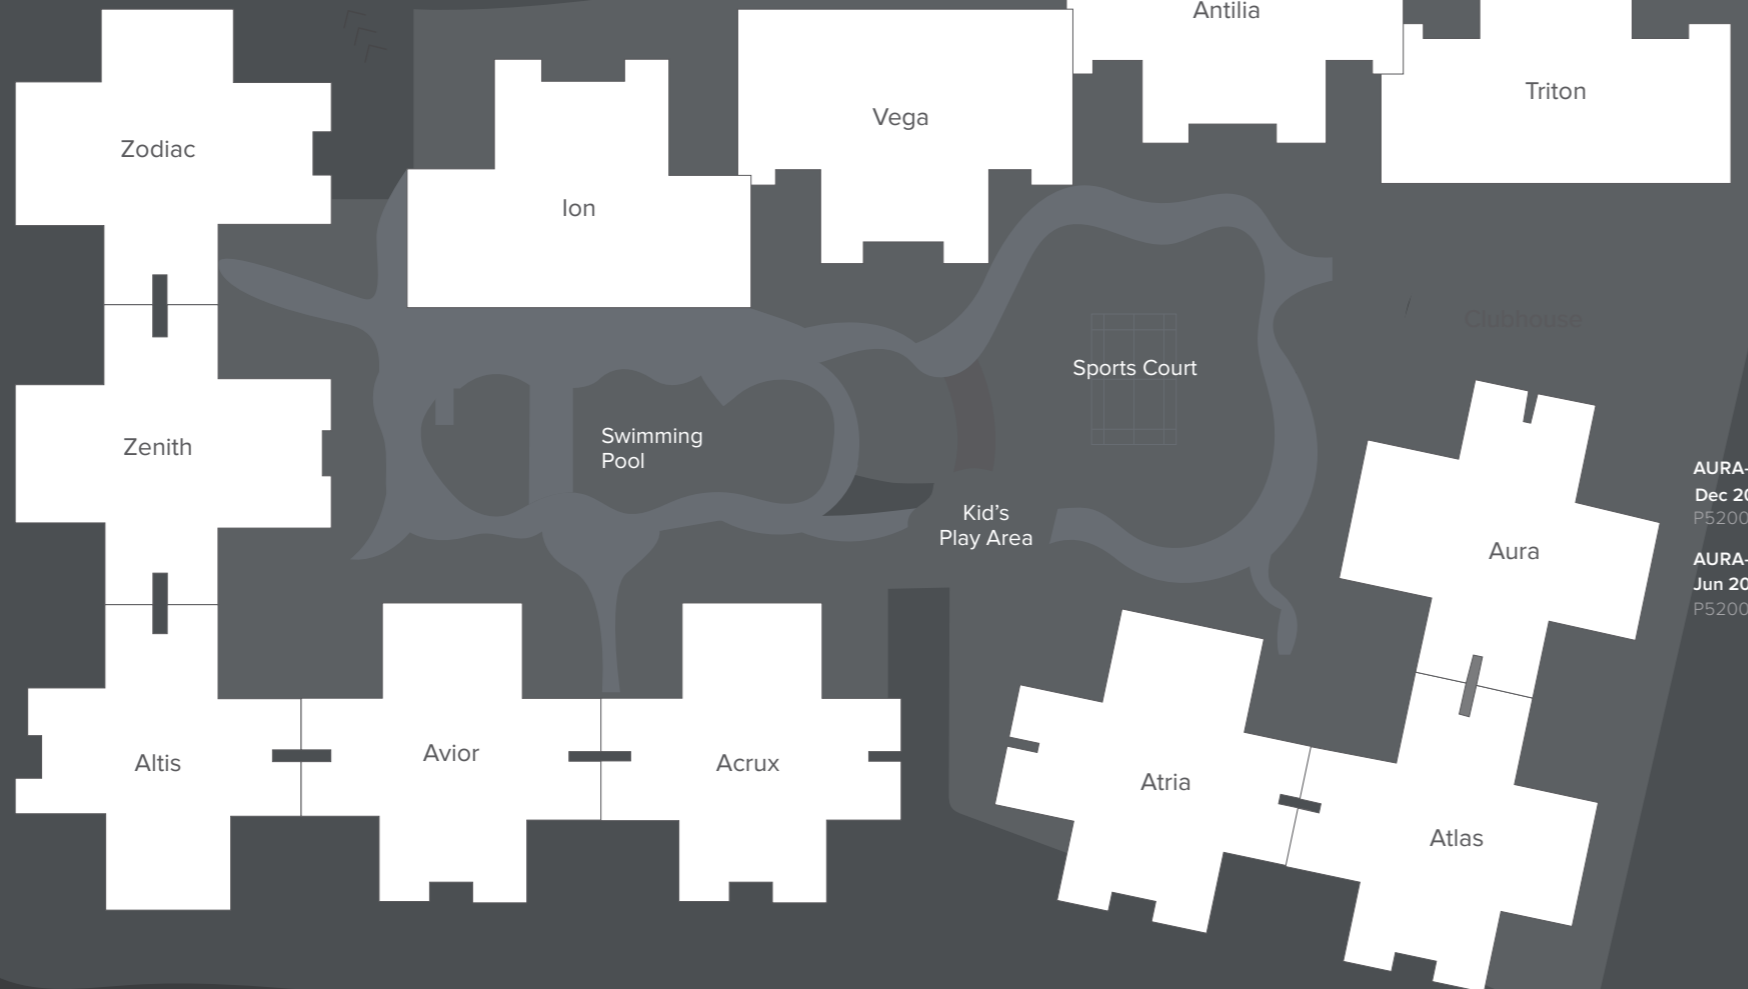 Antilia
Triton
Vega
Zodiac
Ion
Clubhouse
Sports Court
Swimming
Pool
Zenith
Kid's
Play Area
Aura
AURA-
Dec 20
P5200
AURA-
Jun 20
P5200
Altis
Avior
Acrux
Atria
Atlas